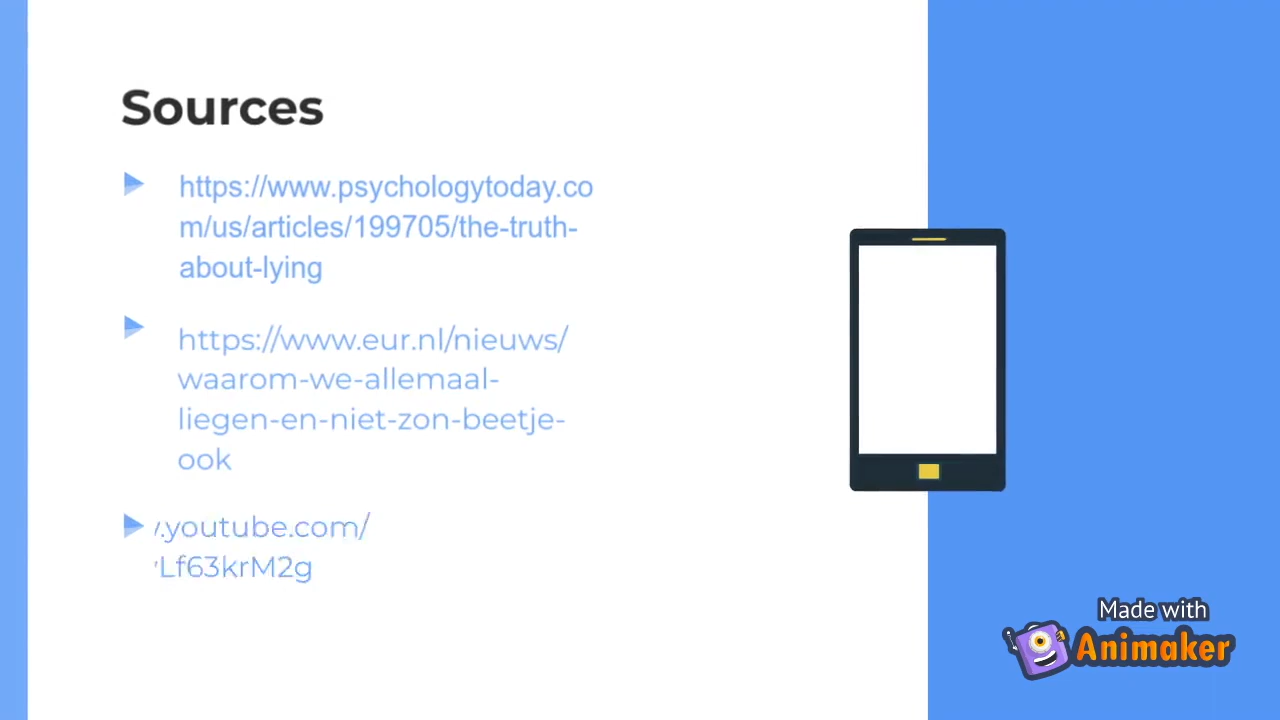 Sources
https://www.psychologytoday.co
m/us/articles/199705/the-truth-
about-lying
https://www.eur.nl/nieuws/
waarom-we-allemaal-
liegen-en-niet-zon-beetje-
ook
.youtube.com/
Lf63krM2g
Made with
Animaker